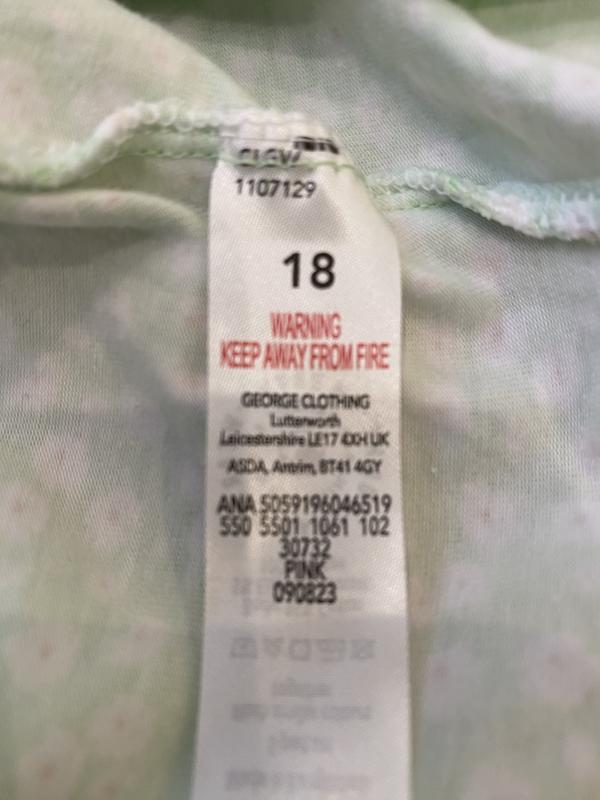 1107129
18
WARNING
KEEP AWAY FROM FIRE
GEORGE CLOTHING
Lutterworth
Leicestershire LE17 4XH UK
ASDA, Antrim, BT41 4GY
ANA 5059196046519
550 5501 1061 102
30732
PINK
090823